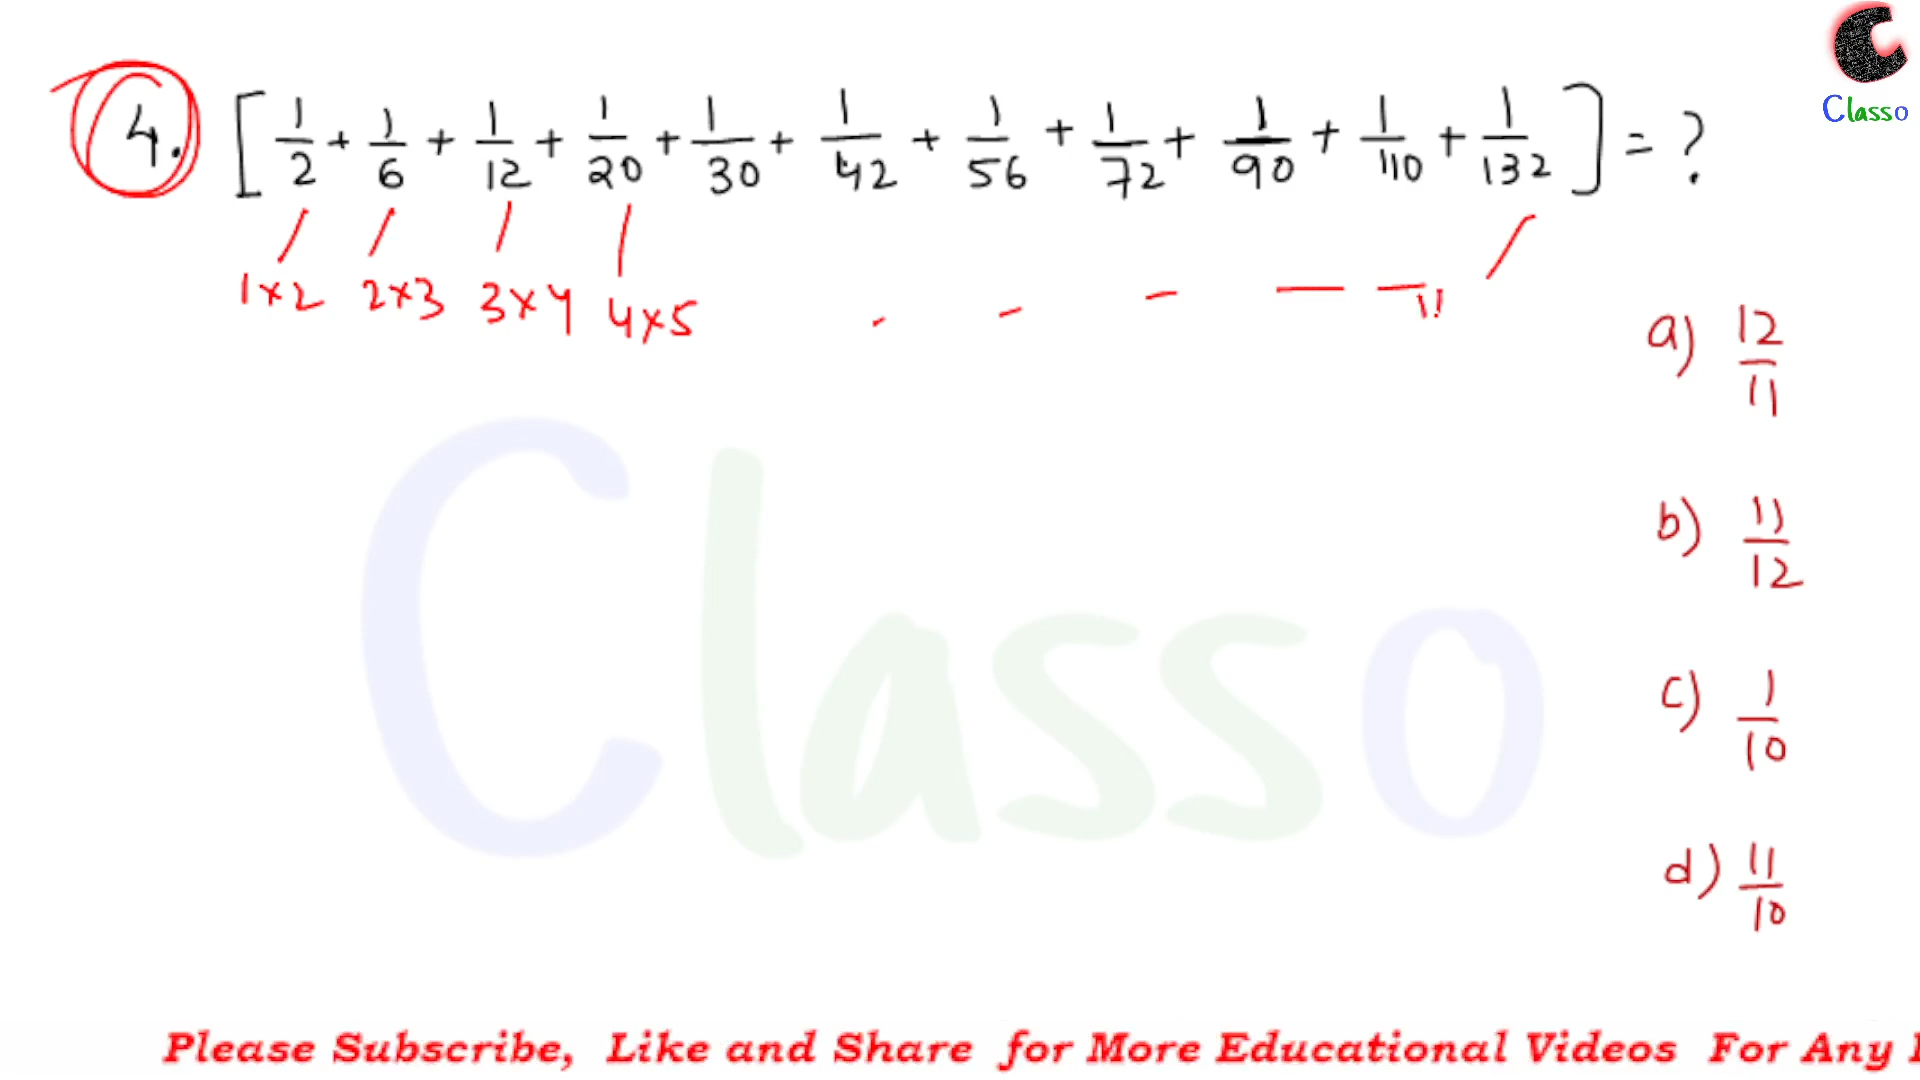 Classo
4. [1/2 + 1/6 + 1/12 + 1/20 + 1/30 + 1/42 + 1/56 + 1/72 + 1/90 + 1/110 + 1/132] = ?
1×2 2×3 3×4 4×5 . - - — — 11
a) 12/11
b) 11/12
c) 1/10
d) 11/10
Classo
Please Subscribe, Like and Share for More Educational Videos For Any